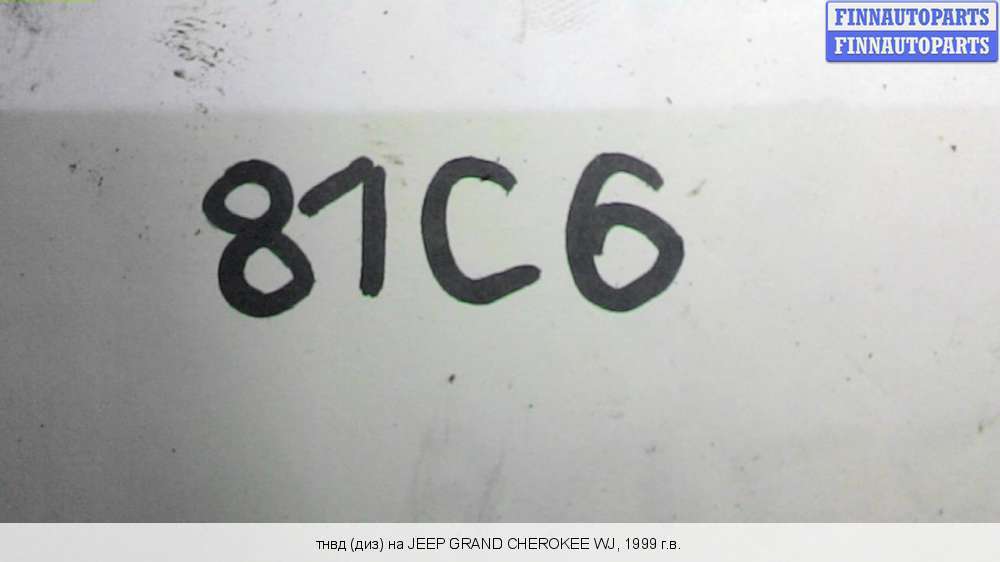 FINNAUTOPARTS
FINNAUTOPARTS
81C6
тнвд (диз) на JEEP GRAND CHEROKEE WJ, 1999 г.в.